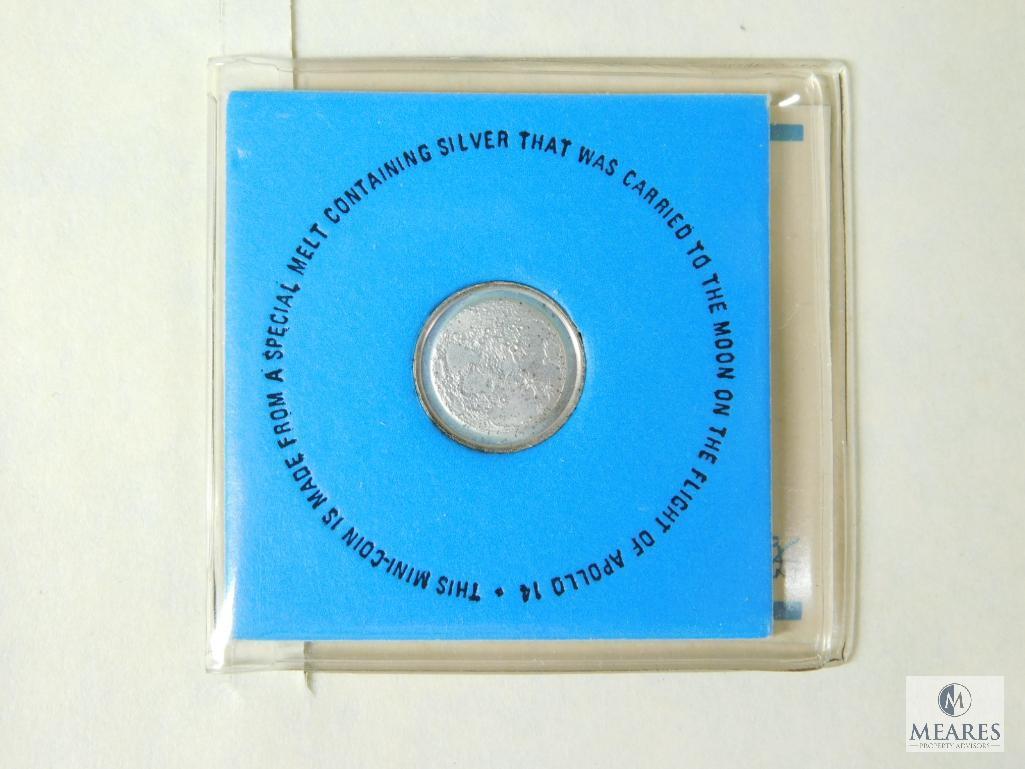 THIS MINI-COIN IS MADE FROM A SPECIAL MELT CONTAINING SILVER THAT WAS CARRIED TO THE MOON ON THE FLIGHT OF APOLLO 14 •
M
MEARES
PROPERTY ADVISORS